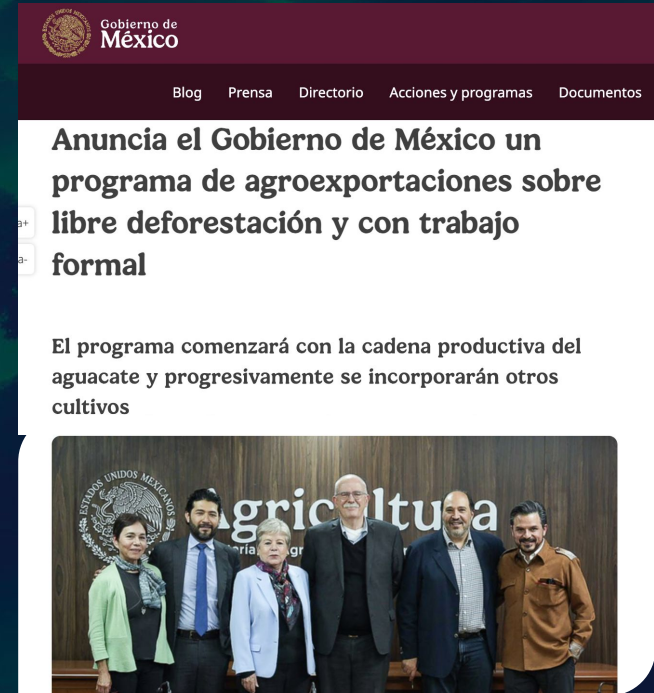 Gobierno de
México
Blog Prensa Directorio Acciones y programas Documentos
Anuncia el Gobierno de México un
programa de agroexportaciones sobre
libre deforestación y con trabajo
formal
a+
a-
El programa comenzará con la cadena productiva del
aguacate y progresivamente se incorporarán otros
cultivos
ESTADOS UNIDOS MEXICANOS